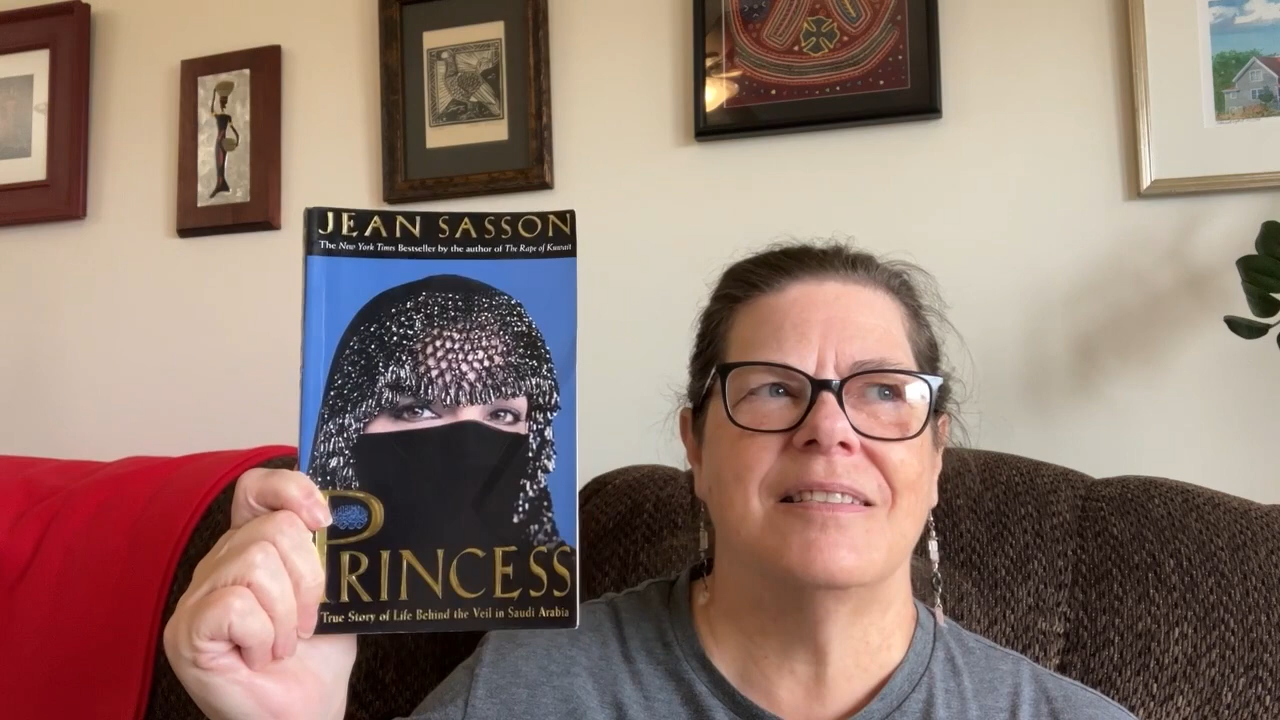 JEAN SASSON
The New York Times Bestseller by the author of The Rape of Kuwait
PRINCESS
True Story of Life Behind the Veil in Saudi Arabia